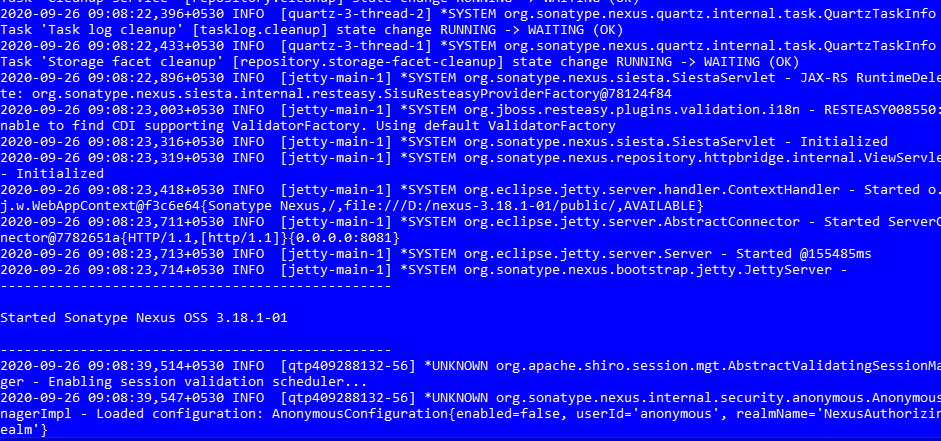 Task 'Cleanup service' [repository.cleanup] state change RUNNING -> WAITING (OK)
2020-09-26 09:08:22,396+0530 INFO  [quartz-3-thread-2] *SYSTEM org.sonatype.nexus.quartz.internal.task.QuartzTaskInfo
Task 'Task log cleanup' [tasklog.cleanup] state change RUNNING -> WAITING (OK)
2020-09-26 09:08:22,433+0530 INFO  [quartz-3-thread-1] *SYSTEM org.sonatype.nexus.quartz.internal.task.QuartzTaskInfo
Task 'Storage facet cleanup' [repository.storage-facet-cleanup] state change RUNNING -> WAITING (OK)
2020-09-26 09:08:22,896+0530 INFO  [jetty-main-1] *SYSTEM org.sonatype.nexus.siesta.SiestaServlet - JAX-RS RuntimeDele
te: org.sonatype.nexus.siesta.internal.resteasy.SisuResteasyProviderFactory@78124f84
2020-09-26 09:08:23,003+0530 INFO  [jetty-main-1] *SYSTEM org.jboss.resteasy.plugins.validation.i18n - RESTEASY008550:
nable to find CDI supporting ValidatorFactory. Using default ValidatorFactory
2020-09-26 09:08:23,316+0530 INFO  [jetty-main-1] *SYSTEM org.sonatype.nexus.siesta.SiestaServlet - Initialized
2020-09-26 09:08:23,319+0530 INFO  [jetty-main-1] *SYSTEM org.sonatype.nexus.repository.httpbridge.internal.ViewServle
- Initialized
2020-09-26 09:08:23,418+0530 INFO  [jetty-main-1] *SYSTEM org.eclipse.jetty.server.handler.ContextHandler - Started o.
j.w.WebAppContext@f3c6e64{Sonatype Nexus,/,file:///D:/nexus-3.18.1-01/public/,AVAILABLE}
2020-09-26 09:08:23,711+0530 INFO  [jetty-main-1] *SYSTEM org.eclipse.jetty.server.AbstractConnector - Started ServerC
nector@7782651a{HTTP/1.1,[http/1.1]}{0.0.0.0:8081}
2020-09-26 09:08:23,713+0530 INFO  [jetty-main-1] *SYSTEM org.eclipse.jetty.server.Server - Started @155485ms
2020-09-26 09:08:23,714+0530 INFO  [jetty-main-1] *SYSTEM org.sonatype.nexus.bootstrap.jetty.JettyServer -
-------------------------------------------------
Started Sonatype Nexus OSS 3.18.1-01
-------------------------------------------------
2020-09-26 09:08:39,514+0530 INFO  [qtp409288132-56] *UNKNOWN org.apache.shiro.session.mgt.AbstractValidatingSessionMa
ger - Enabling session validation scheduler...
2020-09-26 09:08:39,547+0530 INFO  [qtp409288132-56] *UNKNOWN org.sonatype.nexus.internal.security.anonymous.Anonymous
nagerImpl - Loaded configuration: AnonymousConfiguration{enabled=false, userId='anonymous', realmName='NexusAuthorizin
ealm'}